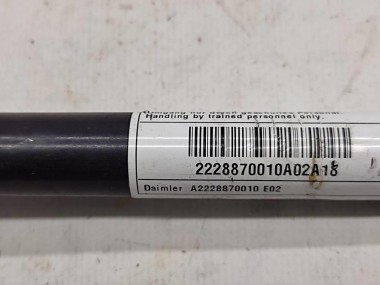 Handling by trained personnel only.
2228870010A02A18
Daimler A2228870010 E02